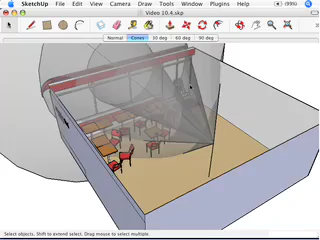 SketchUp File Edit View Camera Draw Tools Window Plugins Help (99%)
Video 10.4.skp
Normal Cones 30 deg 60 deg 90 deg
Select objects. Shift to extend select. Drag mouse to select multiple.